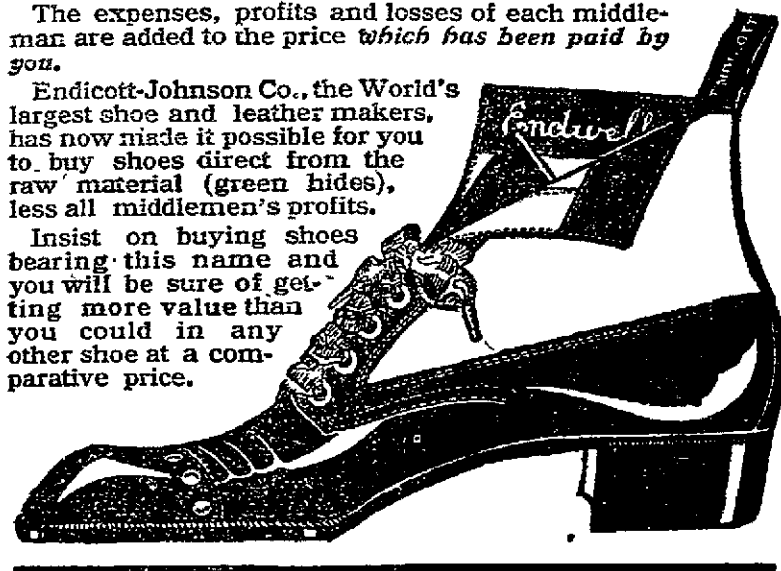 The expenses, profits and losses of each middle-
man are added to the price which has been paid by
you.
Endicott-Johnson Co., the World's
largest shoe and leather makers,
has now made it possible for you
to buy shoes direct from the
raw material (green hides),
less all middlemen's profits.
Insist on buying shoes
bearing this name and
you will be sure of get-
ting more value than
you could in any
other shoe at a com-
parative price.
Endwell